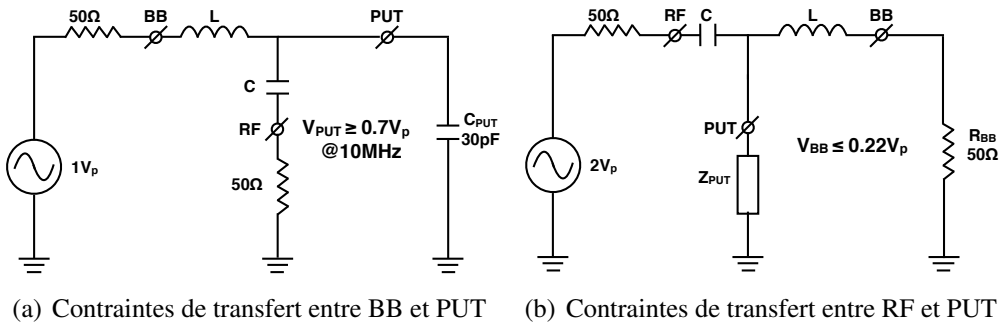 50Ω BB L PUT
C
RF
V_PUT ≥ 0.7V_p
@10MHz
C_PUT
30pF
1V_p
50Ω
50Ω RF C L BB
PUT
V_BB ≤ 0.22V_p
R_BB
50Ω
2V_p
Z_PUT
(a) Contraintes de transfert entre BB et PUT
(b) Contraintes de transfert entre RF et PUT